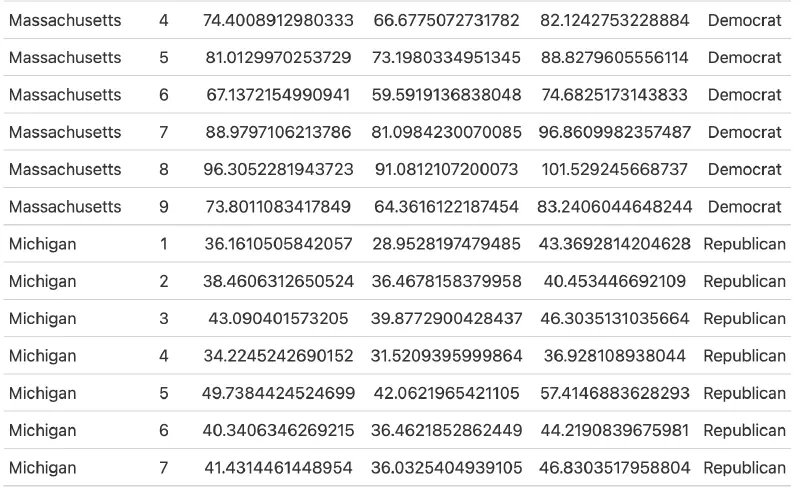 Massachusetts 4 74.4008912980333 66.6775072731782 82.1242753228884 Democrat
Massachusetts 5 81.0129970253729 73.1980334951345 88.8279605556114 Democrat
Massachusetts 6 67.1372154990941 59.5919136838048 74.6825173143833 Democrat
Massachusetts 7 88.9797106213786 81.0984230070085 96.8609982357487 Democrat
Massachusetts 8 96.3052281943723 91.0812107200073 101.529245668737 Democrat
Massachusetts 9 73.8011083417849 64.3616122187454 83.2406044648244 Democrat
Michigan 1 36.1610505842057 28.9528197479485 43.3692814204628 Republican
Michigan 2 38.4606312650524 36.4678158379958 40.453446692109 Republican
Michigan 3 43.090401573205 39.8772900428437 46.3035131035664 Republican
Michigan 4 34.2245242690152 31.5209395999864 36.928108938044 Republican
Michigan 5 49.7384424524699 42.0621965421105 57.4146883628293 Republican
Michigan 6 40.3406346269215 36.4621852862449 44.2190839675981 Republican
Michigan 7 41.4314461448954 36.0325404939105 46.8303517958804 Republican